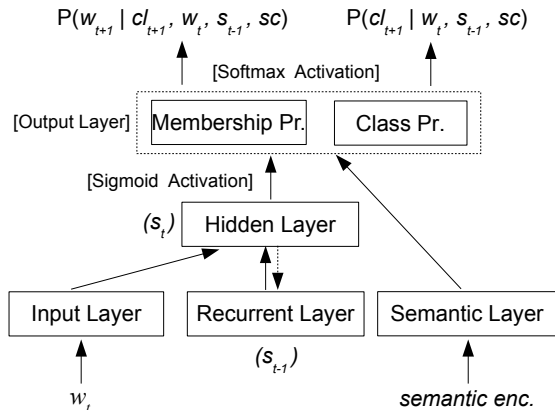 P(w_{t+1} | cl_{t+1}, w_t, s_{t-1}, sc) P(cl_{t+1} | w_t, s_{t-1}, sc)
[Softmax Activation]
[Output Layer] Membership Pr. Class Pr.
[Sigmoid Activation]
(s_t) Hidden Layer
Input Layer Recurrent Layer Semantic Layer
(s_{t-1})
w_t semantic enc.